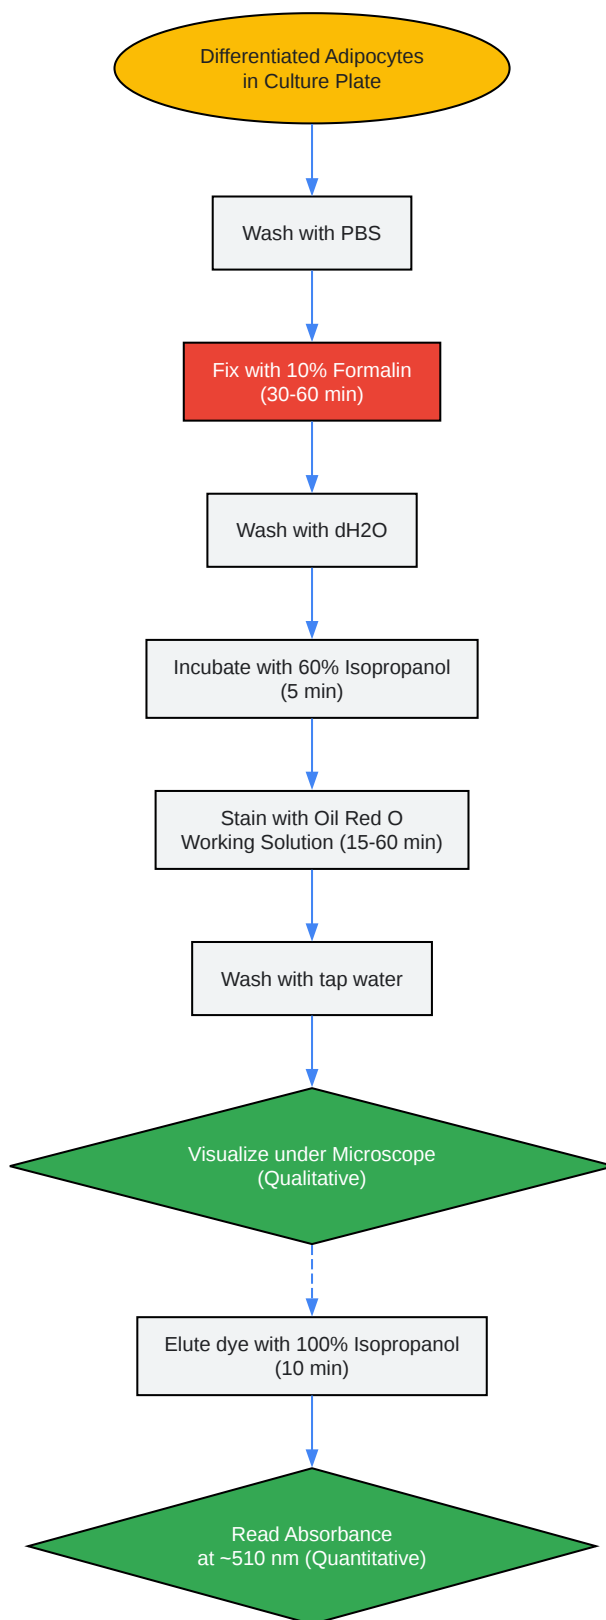 Differentiated Adipocytes
in Culture Plate
Wash with PBS
Fix with 10% Formalin
(30-60 min)
Wash with dH2O
Incubate with 60% Isopropanol
(5 min)
Stain with Oil Red O
Working Solution (15-60 min)
Wash with tap water
Visualize under Microscope
(Qualitative)
Elute dye with 100% Isopropanol
(10 min)
Read Absorbance
at ~510 nm (Quantitative)